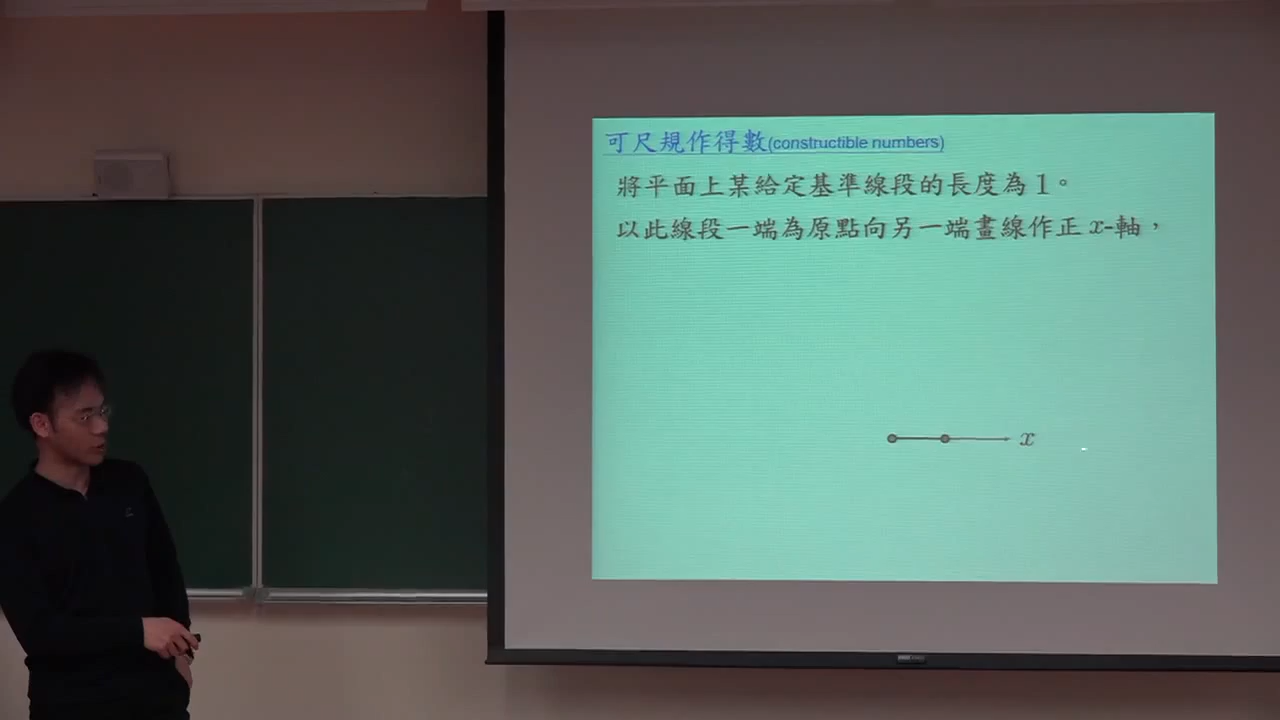 可尺規作得數(constructible numbers)
將平面上某給定基準線段的長度為 1。
以此線段一端為原點向另一端畫線作正 x-軸，
x